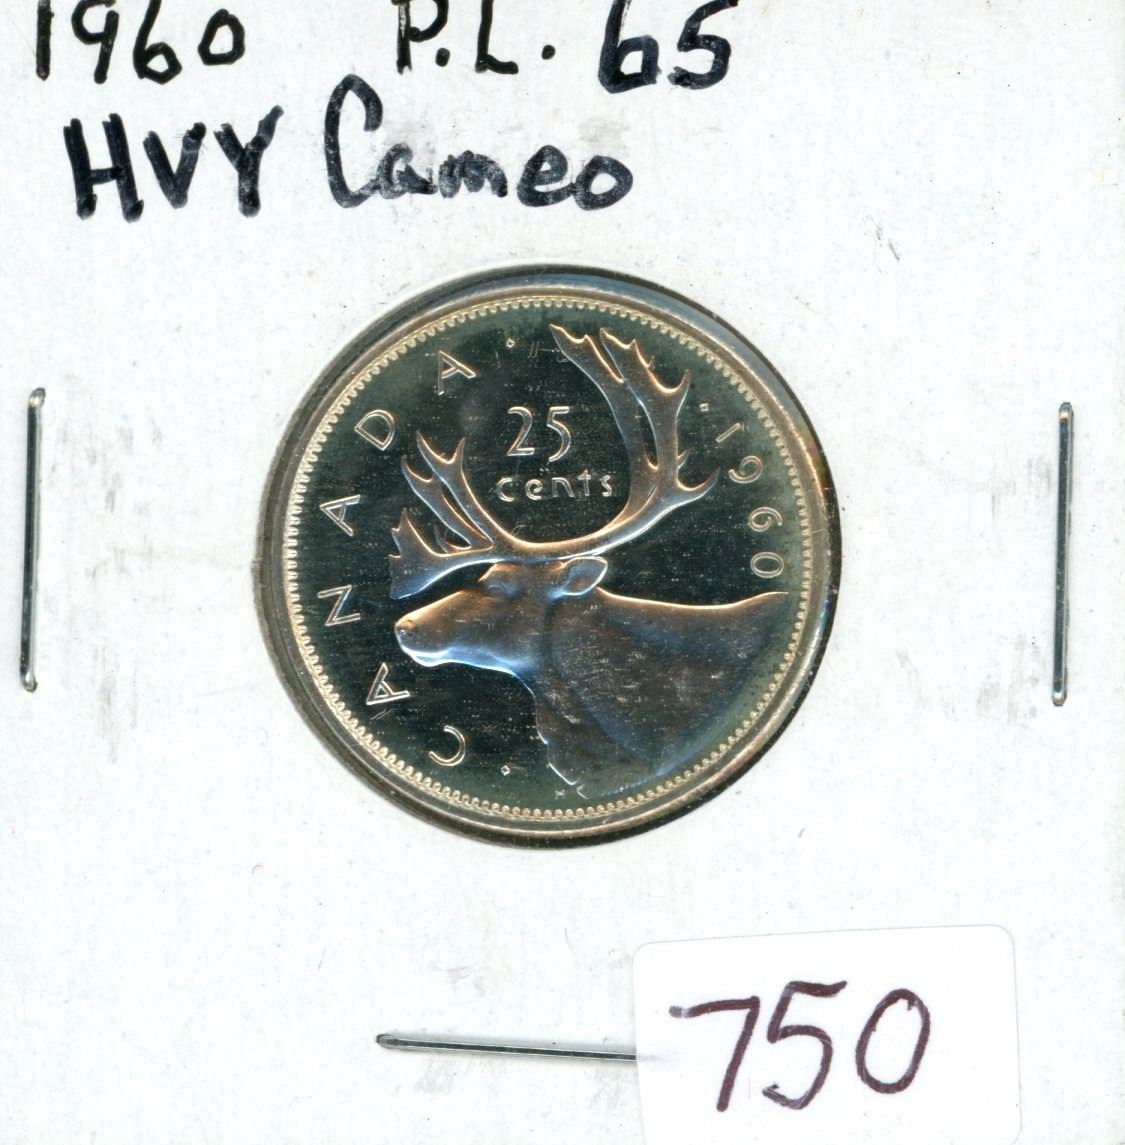 1960 P.L. 65
HVY Cameo
CANADA · 1960
25
cents
H
750